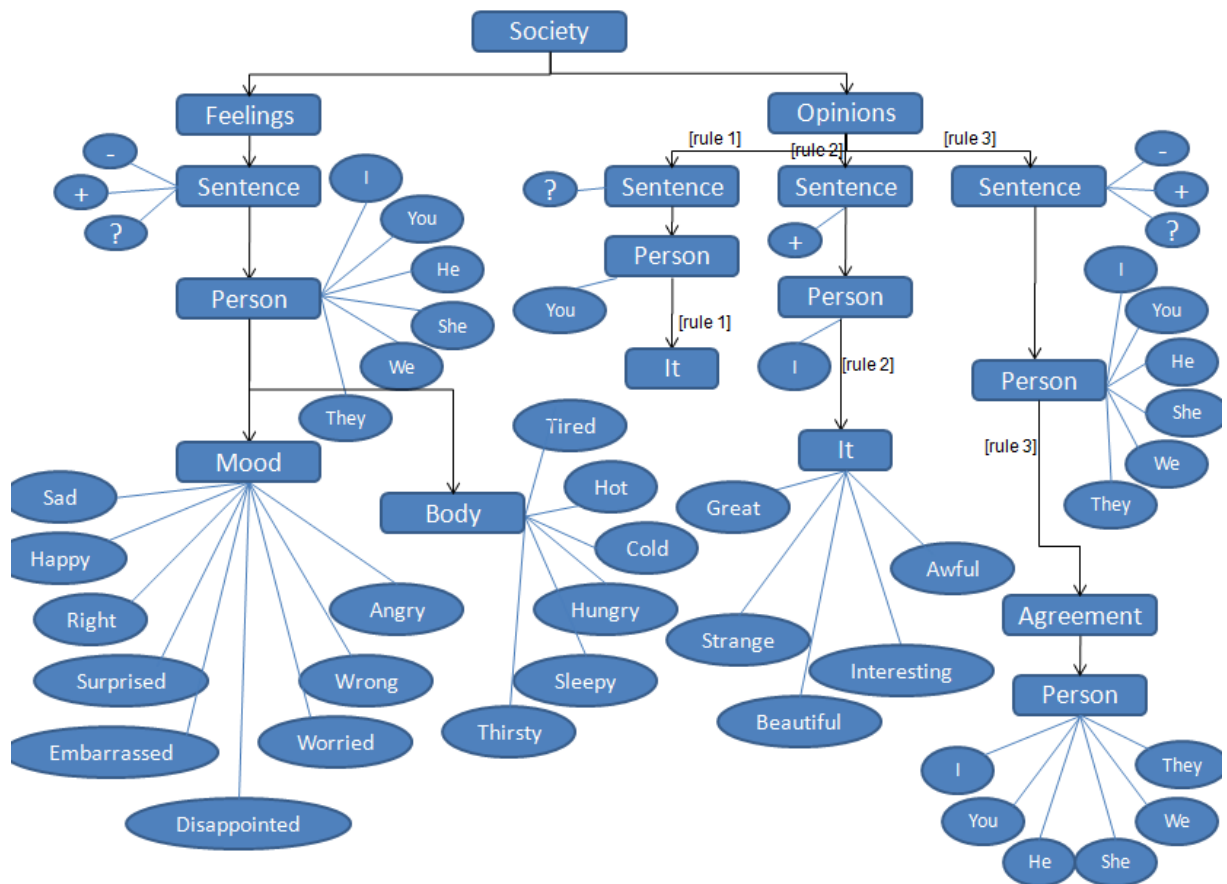 Society
Feelings
Opinions
[rule 1]
[rule 2]
[rule 3]
-
+
?
Sentence
I
You
He
She
We
They
Person
?
Sentence
Person
You
[rule 1]
It
Sentence
+
Person
I
[rule 2]
It
Sentence
-
+
?
I
You
He
She
We
They
Person
[rule 3]
Mood
Sad
Happy
Right
Surprised
Embarrassed
Disappointed
Worried
Wrong
Angry
Body
Tired
Hot
Cold
Hungry
Sleepy
Thirsty
Great
Strange
Beautiful
Interesting
Awful
Agreement
Person
I
You
He
She
We
They